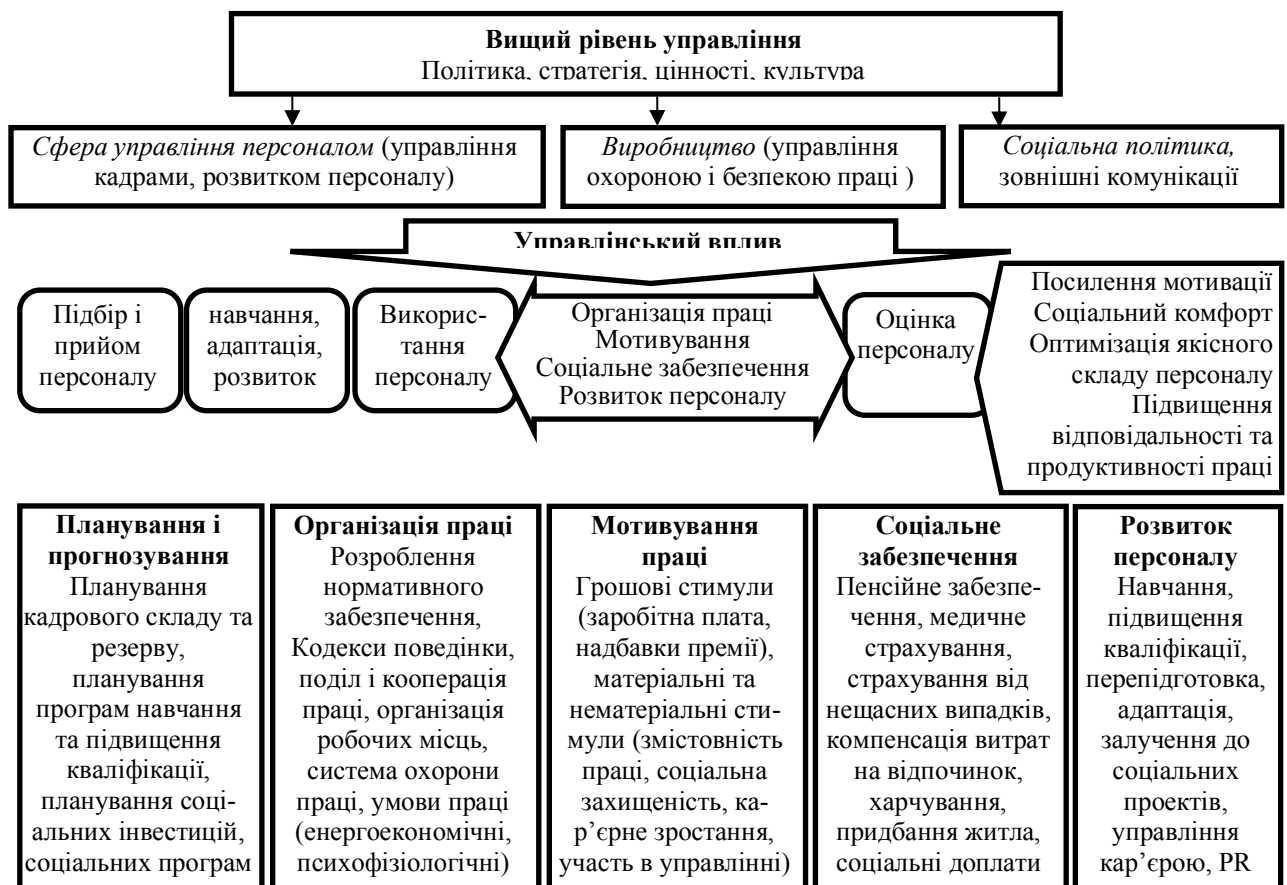 Вищий рівень управління
Політика, стратегія, цінності, культура
Сфера управління персоналом (управління
кадрами, розвитком персоналу)
Виробництво (управління
охороною і безпекою праці )
Соціальна політика,
зовнішні комунікації
Управлінський вплив
Підбір і
прийом
персоналу
навчання,
адаптація,
розвиток
Викорис-
тання
персоналу
Організація праці
Мотивування
Соціальне забезпечення
Розвиток персоналу
Оцінка
персоналу
Посилення мотивації
Соціальний комфорт
Оптимізація якісного
складу персоналу
Підвищення
відповідальності та
продуктивності праці
Планування і
прогнозування
Планування
кадрового складу та
резерву,
планування
програм навчання
та підвищення
кваліфікації,
планування соці-
альних інвестицій,
соціальних програм
Організація праці
Розроблення
нормативного
забезпечення,
Кодекси поведінки,
поділ і кооперація
праці, організація
робочих місць,
система охорони
праці, умови праці
(енергоекономічні,
психофізіологічні)
Мотивування
праці
Грошові стимули
(заробітна плата,
надбавки премії),
матеріальні та
нематеріальні сти-
мули (змістовність
праці, соціальна
захищеність, ка-
р’єрне зростання,
участь в управлінні)
Соціальне
забезпечення
Пенсійне забезпе-
чення, медичне
страхування,
страхування від
нещасних випадків,
компенсація витрат
на відпочинок,
харчування,
придбання житла,
соціальні доплати
Розвиток
персоналу
Навчання,
підвищення
кваліфікації,
перепідготовка,
адаптація,
залучення до
соціальних
проектів,
управління
кар’єрою, PR